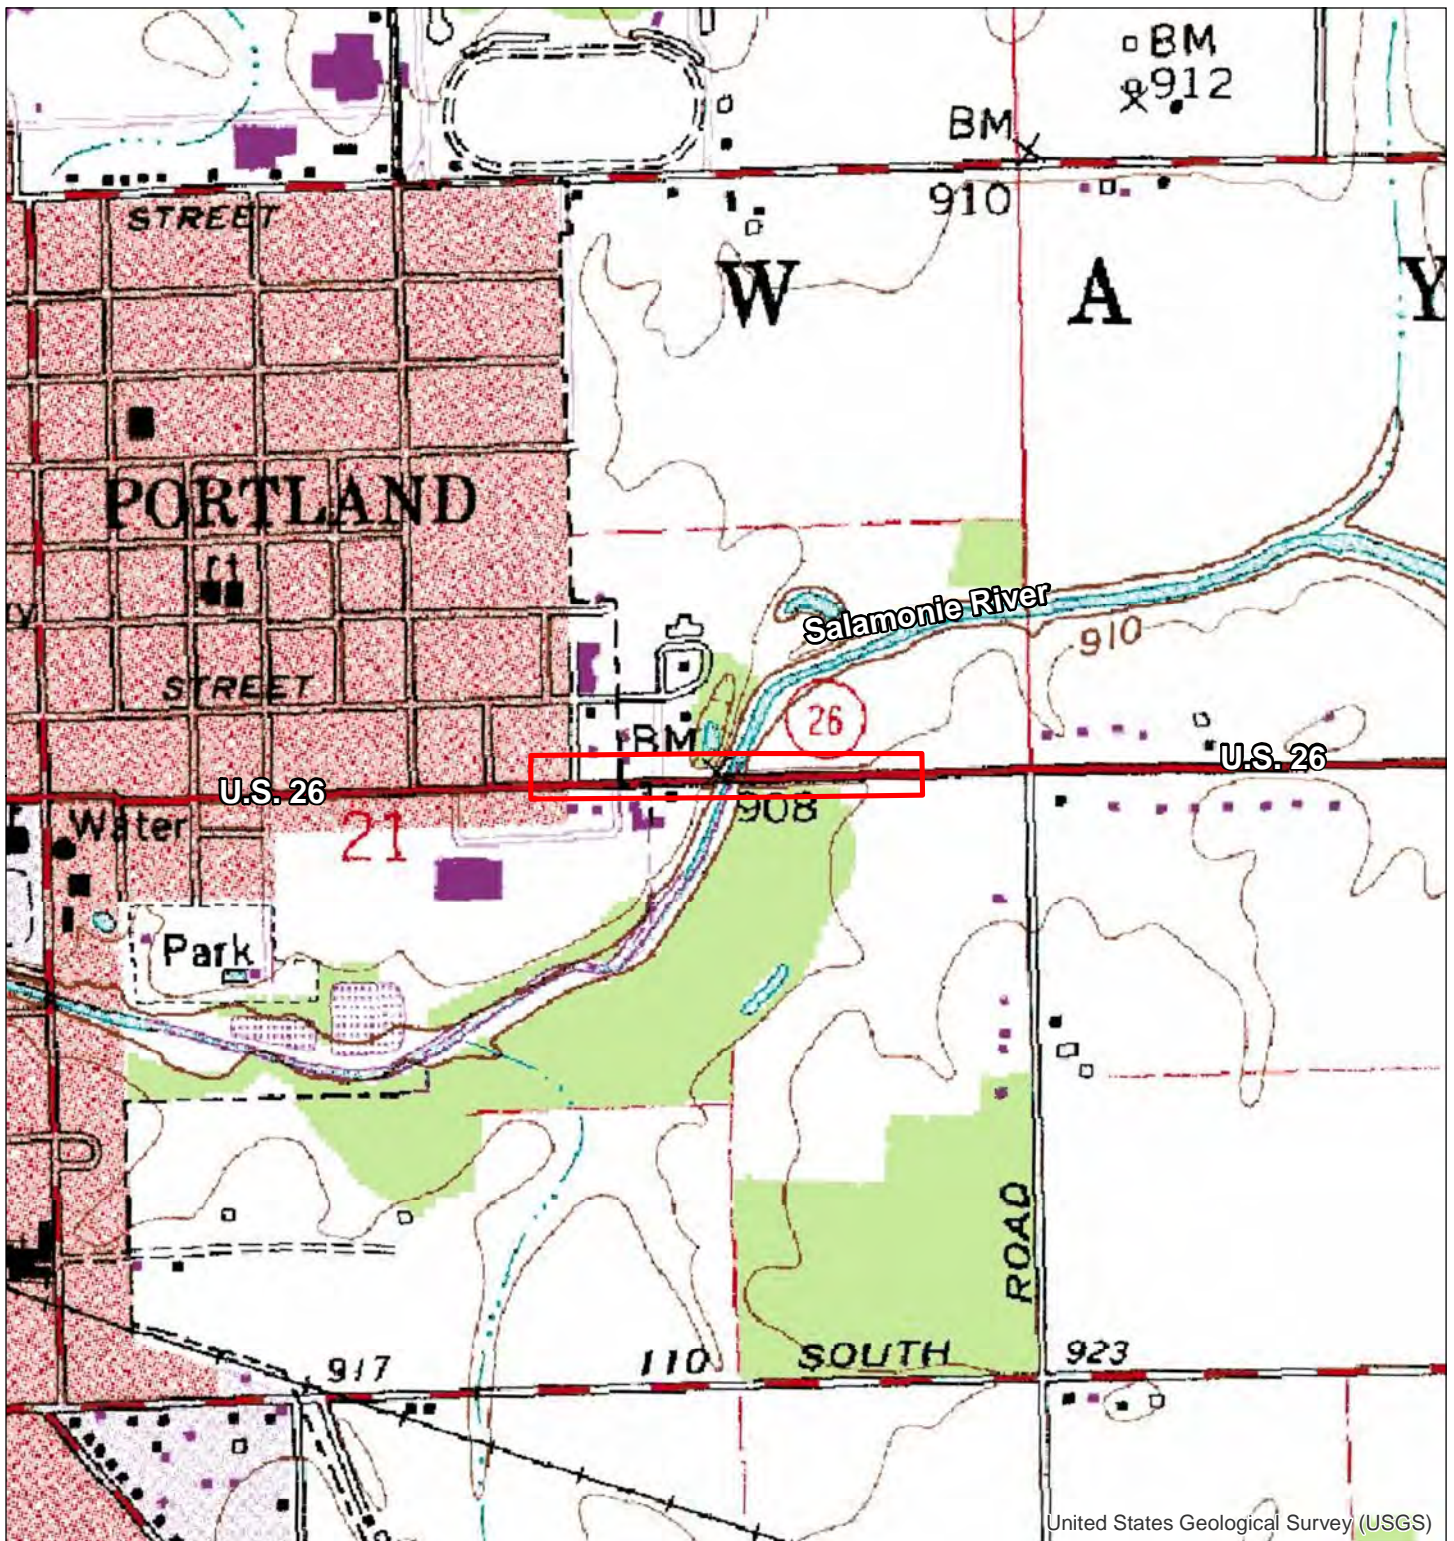 BM
912
BM
910
STREET
W A Y
PORTLAND
rt
Salamonie River
910
STREET
26
BM
U.S. 26
U.S. 26
908
Water
21
Park
ROAD
917
110
SOUTH
923
United States Geological Survey (USGS)